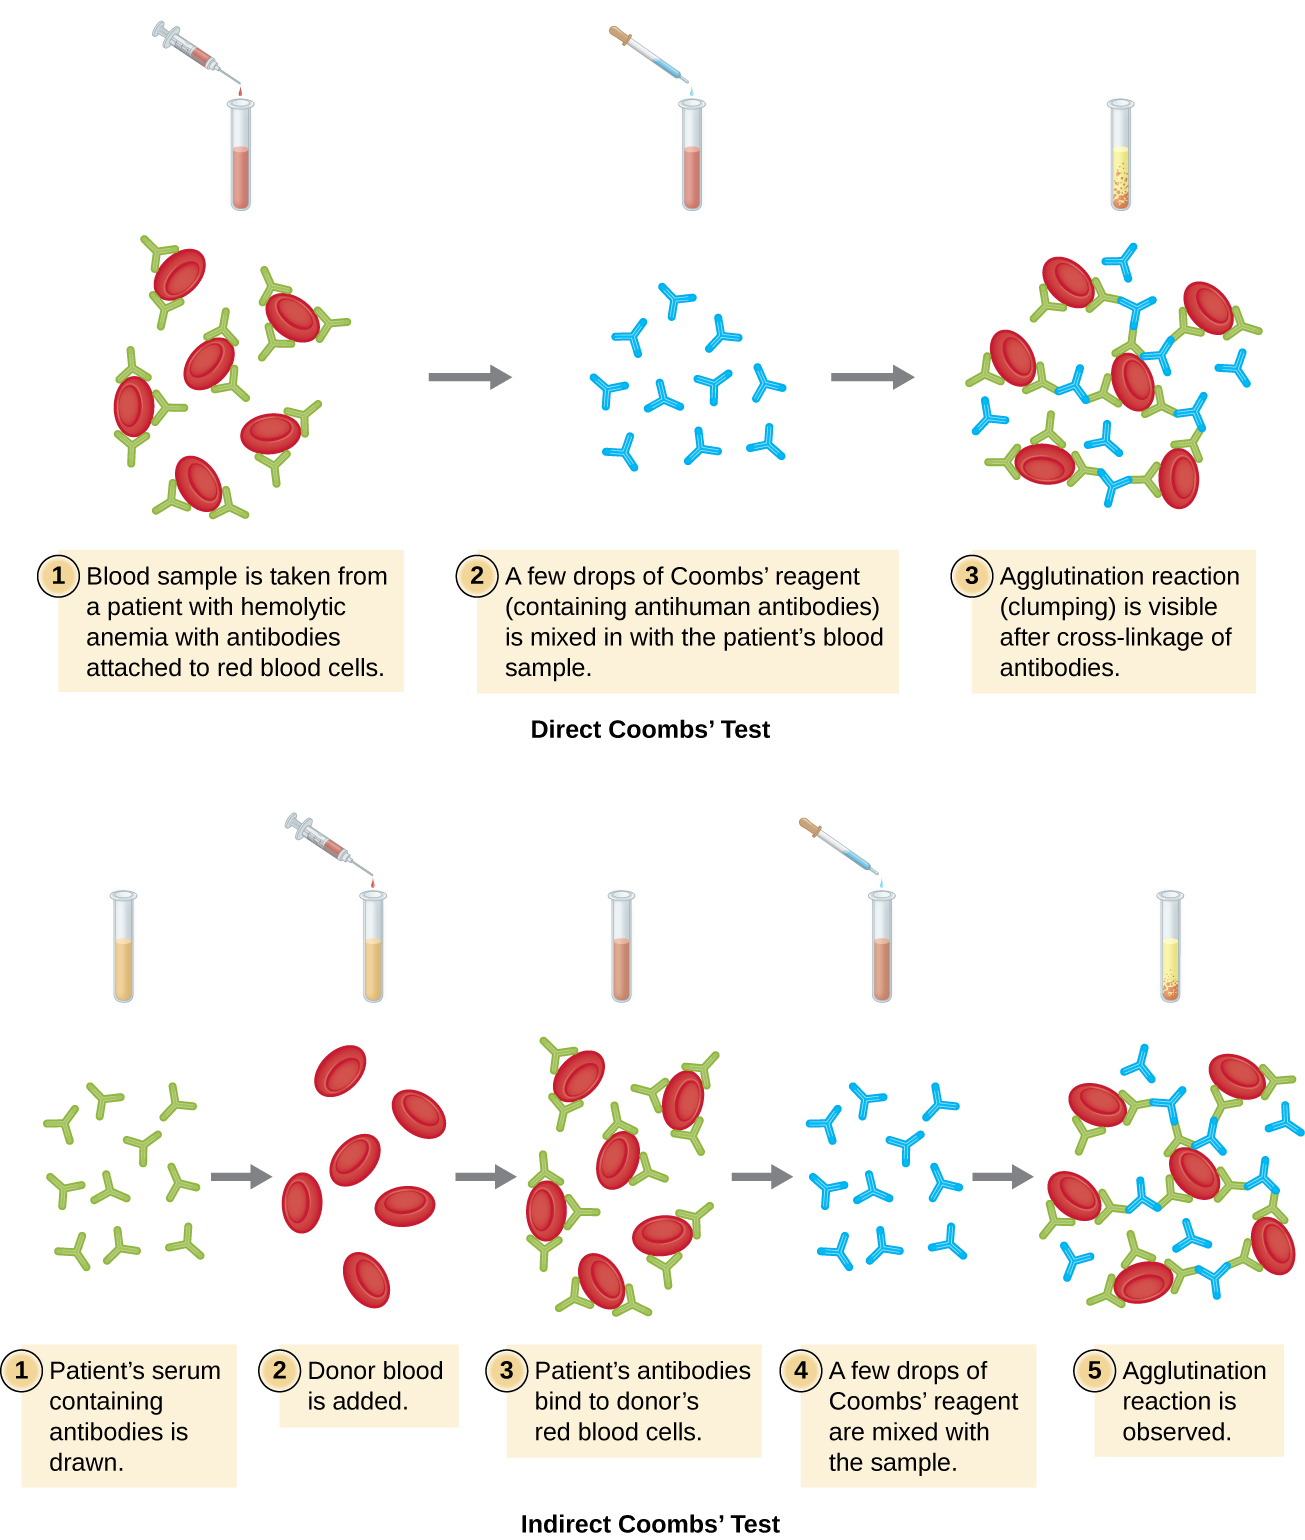 1 Blood sample is taken from
a patient with hemolytic
anemia with antibodies
attached to red blood cells.
2 A few drops of Coombs’ reagent
(containing antihuman antibodies)
is mixed in with the patient’s blood
sample.
3 Agglutination reaction
(clumping) is visible
after cross-linkage of
antibodies.
Direct Coombs’ Test
1 Patient’s serum
containing
antibodies is
drawn.
2 Donor blood
is added.
3 Patient’s antibodies
bind to donor’s
red blood cells.
4 A few drops of
Coombs’ reagent
are mixed with
the sample.
5 Agglutination
reaction is
observed.
Indirect Coombs’ Test